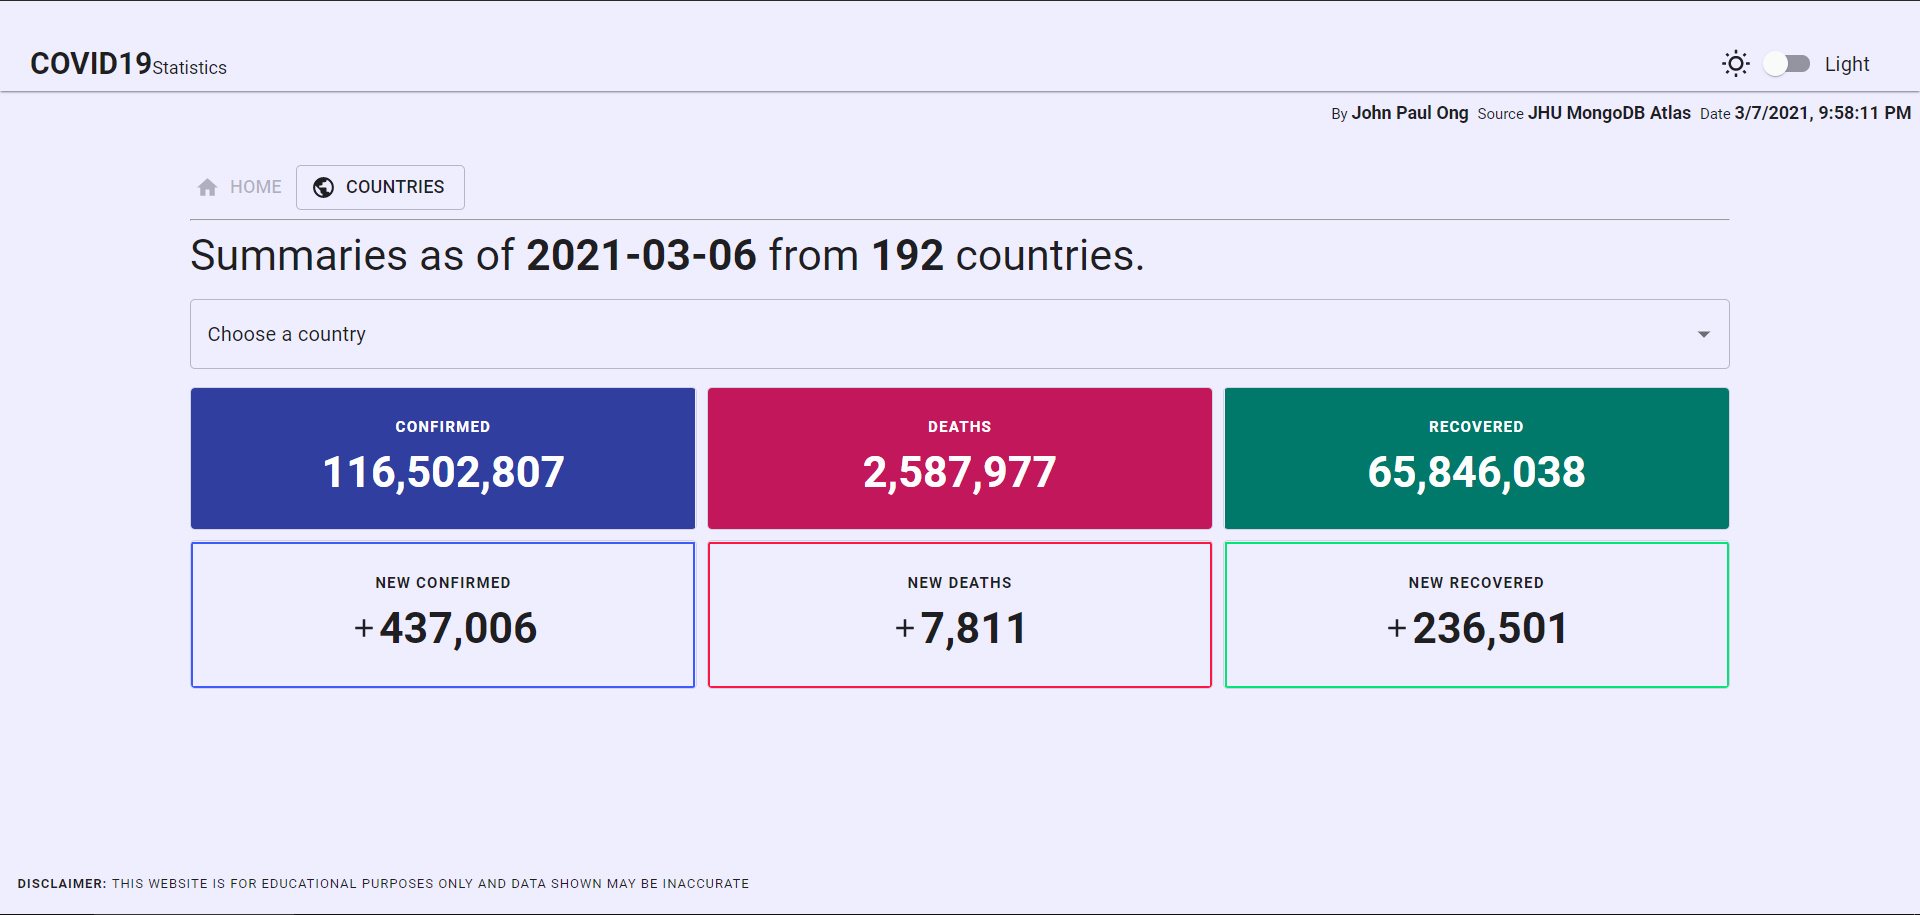 COVID19Statistics
Light
By John Paul Ong Source JHU MongoDB Atlas Date 3/7/2021, 9:58:11 PM
HOME COUNTRIES
Summaries as of 2021-03-06 from 192 countries.
Choose a country
CONFIRMED
116,502,807
DEATHS
2,587,977
RECOVERED
65,846,038
NEW CONFIRMED
+437,006
NEW DEATHS
+7,811
NEW RECOVERED
+236,501
DISCLAIMER: THIS WEBSITE IS FOR EDUCATIONAL PURPOSES ONLY AND DATA SHOWN MAY BE INACCURATE